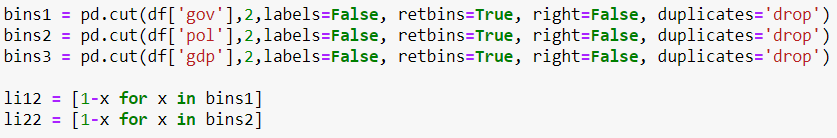 bins1 = pd.cut(df['gov'],2,labels=False, retbins=True, right=False, duplicates='drop')
bins2 = pd.cut(df['pol'],2,labels=False, retbins=True, right=False, duplicates='drop')
bins3 = pd.cut(df['gdp'],2,labels=False, retbins=True, right=False, duplicates='drop')
li12 = [1-x for x in bins1]
li22 = [1-x for x in bins2]